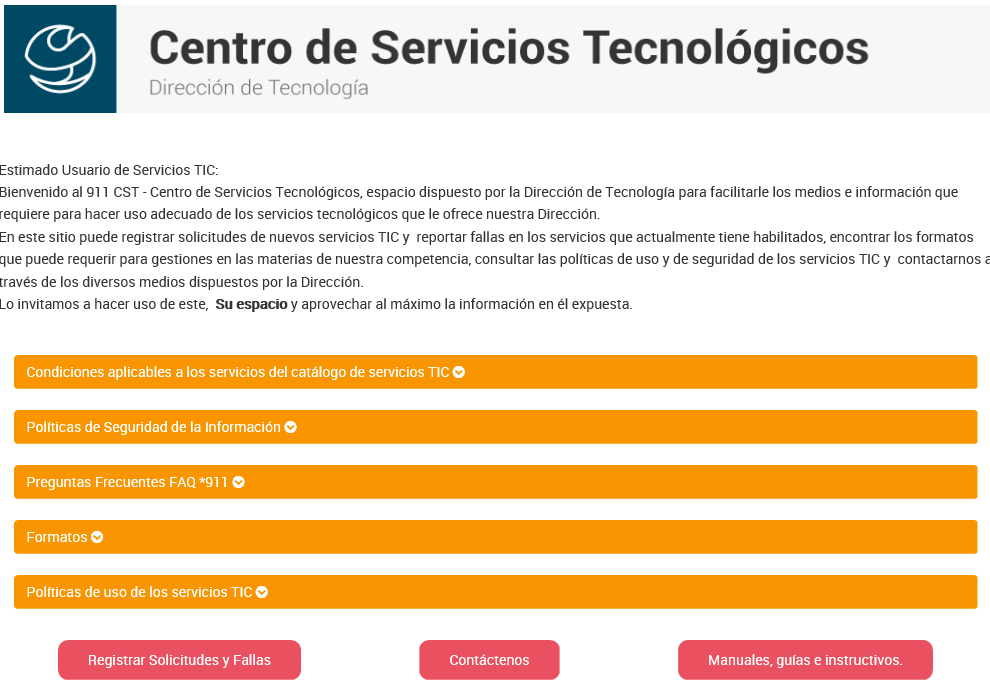 Centro de Servicios Tecnológicos
Dirección de Tecnología
Estimado Usuario de Servicios TIC:
Bienvenido al 911 CST - Centro de Servicios Tecnológicos, espacio dispuesto por la Dirección de Tecnología para facilitarle los medios e información que
requiere para hacer uso adecuado de los servicios tecnológicos que le ofrece nuestra Dirección.
En este sitio puede registrar solicitudes de nuevos servicios TIC y  reportar fallas en los servicios que actualmente tiene habilitados, encontrar los formatos
que puede requerir para gestiones en las materias de nuestra competencia, consultar las políticas de uso y de seguridad de los servicios TIC y  contactarnos a
través de los diversos medios dispuestos por la Dirección.
Lo invitamos a hacer uso de este,  Su espacio y aprovechar al máximo la información en él expuesta.
Condiciones aplicables a los servicios del catálogo de servicios TIC
Políticas de Seguridad de la Información
Preguntas Frecuentes FAQ *911
Formatos
Políticas de uso de los servicios TIC
Registrar Solicitudes y Fallas
Contáctenos
Manuales, guías e instructivos.